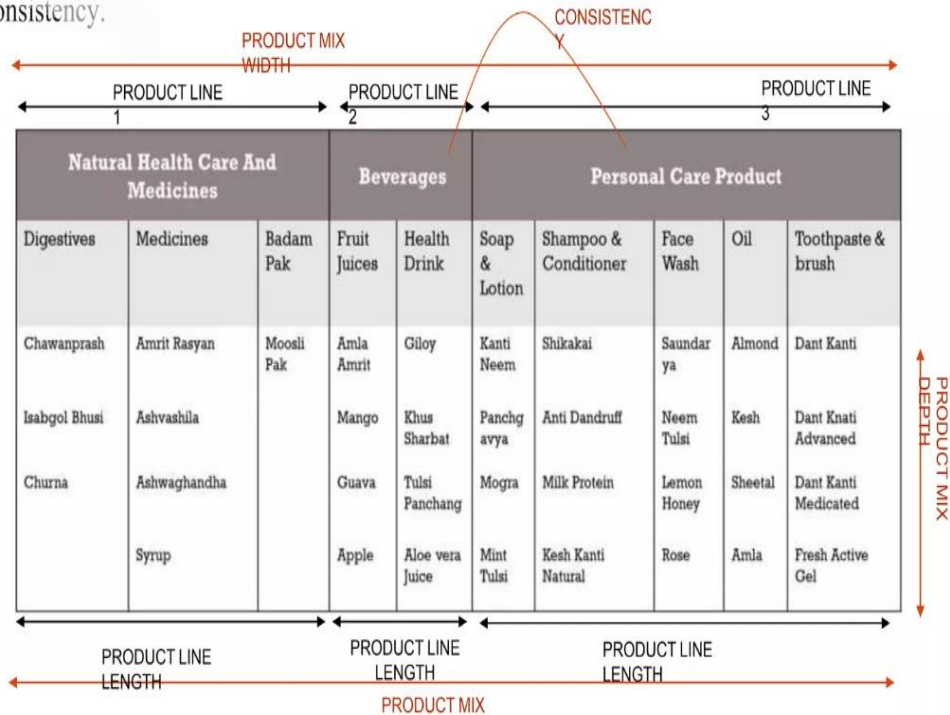 onsistency.
CONSISTENC
Y
PRODUCT MIX
WIDTH
PRODUCT LINE
1
PRODUCT LINE
2
PRODUCT LINE
3
Natural Health Care And
Medicines
Beverages
Personal Care Product
Digestives
Medicines
Badam
Pak
Fruit
Juices
Health
Drink
Soap
&
Lotion
Shampoo &
Conditioner
Face
Wash
Oil
Toothpaste &
brush
Chawanprash
Amrit Rasyan
Moosli
Pak
Amla
Amrit
Giloy
Kanti
Neem
Shikakai
Saundar
ya
Almond
Dant Kanti
Isabgol Bhusi
Ashvashila
Mango
Khus
Sharbat
Panchg
avya
Anti Dandruff
Neem
Tulsi
Kesh
Dant Knati
Advanced
Churna
Ashwaghandha
Guava
Tulsi
Panchang
Mogra
Milk Protein
Lemon
Honey
Sheetal
Dant Kanti
Medicated
Syrup
Apple
Aloe vera
Juice
Mint
Tulsi
Kesh Kanti
Natural
Rose
Amla
Fresh Active
Gel
PRODUCT MIX
DEPTH
PRODUCT LINE
LENGTH
PRODUCT LINE
LENGTH
PRODUCT LINE
LENGTH
PRODUCT MIX